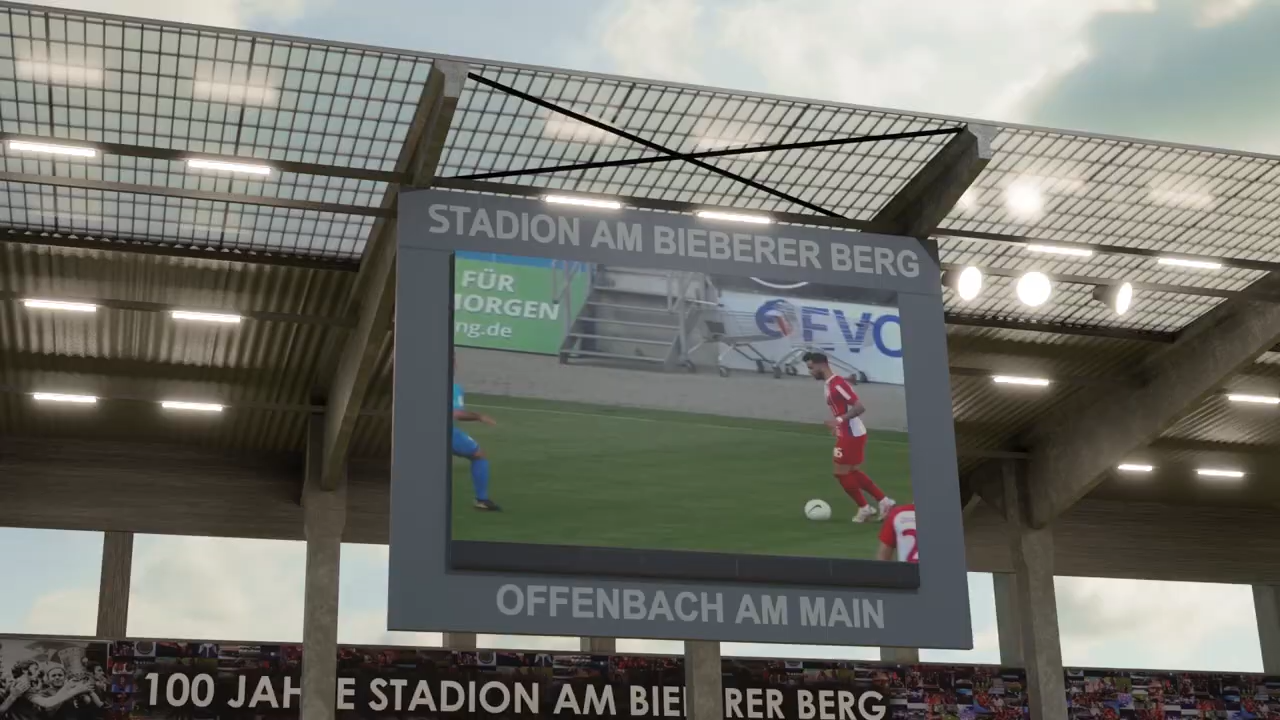 STADION AM BIEBERER BERG
FÜR
MORGEN
ng.de
EVO
OFFENBACH AM MAIN
100 JAHRE STADION AM BIEBERER BERG